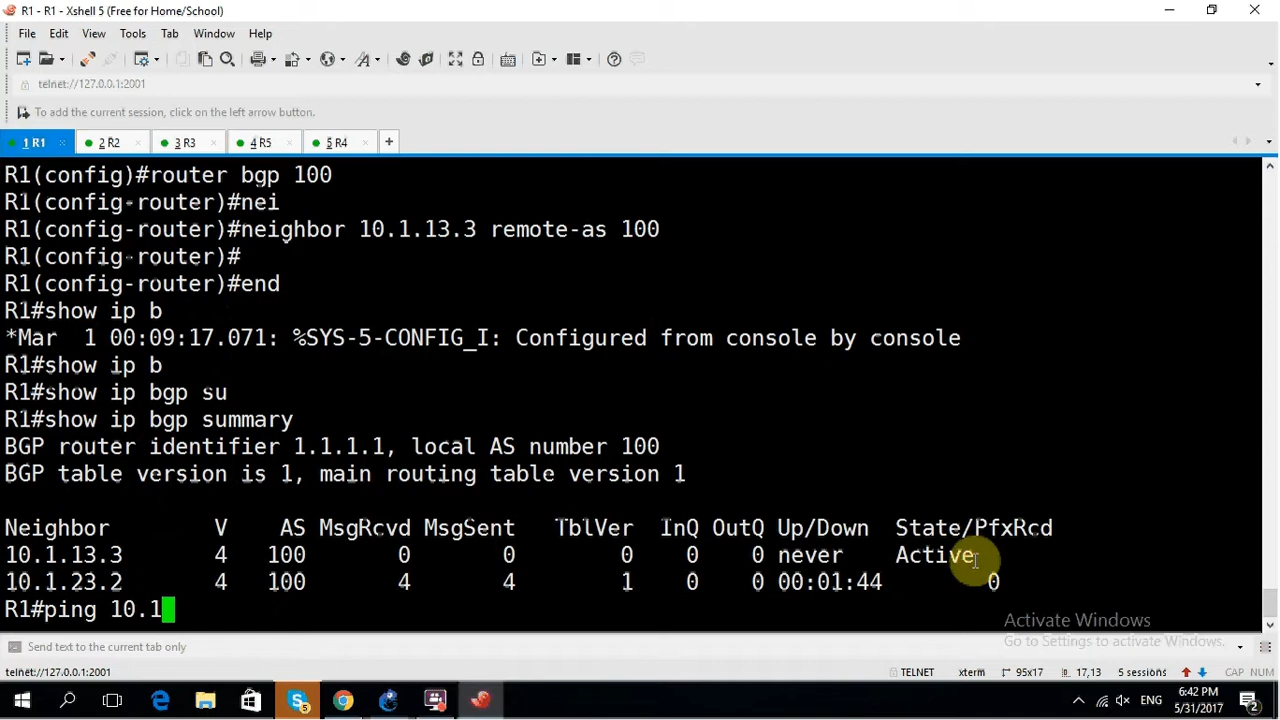 R1 - R1 - Xshell 5 (Free for Home/School)
File Edit View Tools Tab Window Help
telnet://127.0.0.1:2001
To add the current session, click on the left arrow button.
1 R1 2 R2 3 R3 4 R5 5 R4
R1(config)#router bgp 100
R1(config-router)#nei
R1(config-router)#neighbor 10.1.13.3 remote-as 100
R1(config-router)#
R1(config-router)#end
R1#show ip b
*Mar  1 00:09:17.071: %SYS-5-CONFIG_I: Configured from console by console
R1#show ip b
R1#show ip bgp su
R1#show ip bgp summary
BGP router identifier 1.1.1.1, local AS number 100
BGP table version is 1, main routing table version 1
Neighbor V AS MsgRcvd MsgSent TblVer InQ OutQ Up/Down State/PfxRcd
10.1.13.3 4 100 0 0 0 0 0 never Active
10.1.23.2 4 100 4 4 1 0 0 00:01:44 0
R1#ping 10.1
Activate Windows
Go to Settings to activate Windows.
Send text to the current tab only
telnet://127.0.0.1:2001 TELNET xterm 95x17 17,13 5 sessions CAP NUM
ENG 6:42 PM
5/31/2017